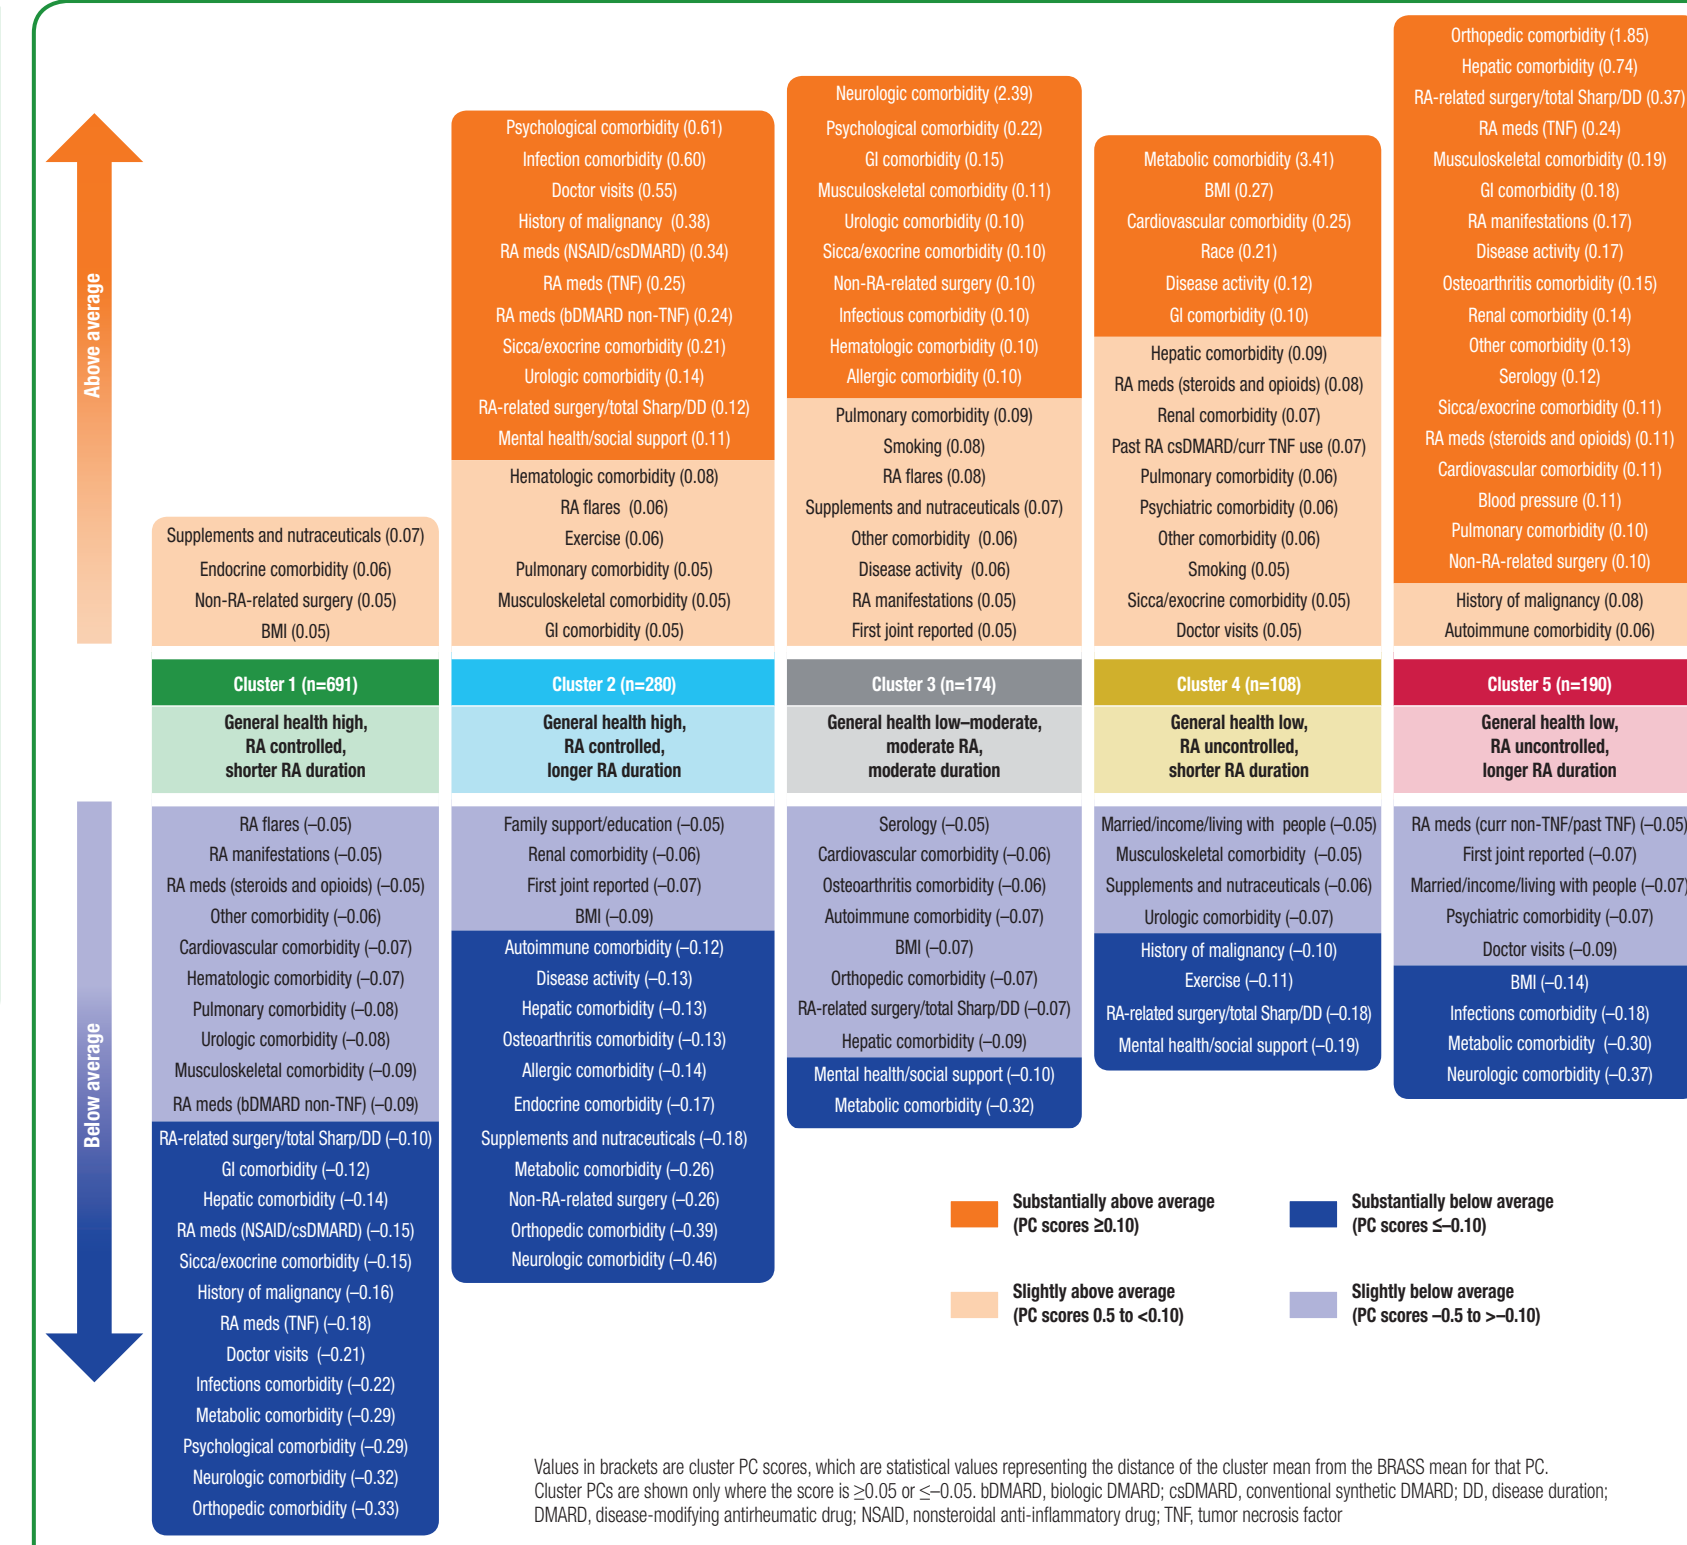 Above average
Below average
Supplements and nutraceuticals (0.07)
Endocrine comorbidity (0.06)
Non-RA-related surgery (0.05)
BMI (0.05)
Cluster 1 (n=691)
General health high,
RA controlled,
shorter RA duration
RA flares (–0.05)
RA manifestations (–0.05)
RA meds (steroids and opioids) (–0.05)
Other comorbidity (–0.06)
Cardiovascular comorbidity (–0.07)
Hematologic comorbidity (–0.07)
Pulmonary comorbidity (–0.08)
Urologic comorbidity (–0.08)
Musculoskeletal comorbidity (–0.09)
RA meds (bDMARD non-TNF) (–0.09)
RA-related surgery/total Sharp/DD (–0.10)
GI comorbidity (–0.12)
Hepatic comorbidity (–0.14)
RA meds (NSAID/csDMARD) (–0.15)
Sicca/exocrine comorbidity (–0.15)
History of malignancy (–0.16)
RA meds (TNF) (–0.18)
Doctor visits (–0.21)
Infections comorbidity (–0.22)
Metabolic comorbidity (–0.29)
Psychological comorbidity (–0.29)
Neurologic comorbidity (–0.32)
Orthopedic comorbidity (–0.33)
Psychological comorbidity (0.61)
Infection comorbidity (0.60)
Doctor visits (0.55)
History of malignancy (0.38)
RA meds (NSAID/csDMARD) (0.34)
RA meds (TNF) (0.25)
RA meds (bDMARD non-TNF) (0.24)
Sicca/exocrine comorbidity (0.21)
Urologic comorbidity (0.14)
RA-related surgery/total Sharp/DD (0.12)
Mental health/social support (0.11)
Hematologic comorbidity (0.08)
RA flares (0.06)
Exercise (0.06)
Pulmonary comorbidity (0.05)
Musculoskeletal comorbidity (0.05)
GI comorbidity (0.05)
Cluster 2 (n=280)
General health high,
RA controlled,
longer RA duration
Family support/education (–0.05)
Renal comorbidity (–0.06)
First joint reported (–0.07)
BMI (–0.09)
Autoimmune comorbidity (–0.12)
Disease activity (–0.13)
Hepatic comorbidity (–0.13)
Osteoarthritis comorbidity (–0.13)
Allergic comorbidity (–0.14)
Endocrine comorbidity (–0.17)
Supplements and nutraceuticals (–0.18)
Metabolic comorbidity (–0.26)
Non-RA-related surgery (–0.26)
Orthopedic comorbidity (–0.39)
Neurologic comorbidity (–0.46)
Neurologic comorbidity (2.39)
Psychological comorbidity (0.22)
GI comorbidity (0.15)
Musculoskeletal comorbidity (0.11)
Urologic comorbidity (0.10)
Sicca/exocrine comorbidity (0.10)
Non-RA-related surgery (0.10)
Infectious comorbidity (0.10)
Hematologic comorbidity (0.10)
Allergic comorbidity (0.10)
Pulmonary comorbidity (0.09)
Smoking (0.08)
RA flares (0.08)
Supplements and nutraceuticals (0.07)
Other comorbidity (0.06)
Disease activity (0.06)
RA manifestations (0.05)
First joint reported (0.05)
Cluster 3 (n=174)
General health low–moderate,
moderate RA,
moderate duration
Serology (–0.05)
Cardiovascular comorbidity (–0.06)
Osteoarthritis comorbidity (–0.06)
Autoimmune comorbidity (–0.07)
BMI (–0.07)
Orthopedic comorbidity (–0.07)
RA-related surgery/total Sharp/DD (–0.07)
Hepatic comorbidity (–0.09)
Mental health/social support (–0.10)
Metabolic comorbidity (–0.32)
Metabolic comorbidity (3.41)
BMI (0.27)
Cardiovascular comorbidity (0.25)
Race (0.21)
Disease activity (0.12)
GI comorbidity (0.10)
Hepatic comorbidity (0.09)
RA meds (steroids and opioids) (0.08)
Renal comorbidity (0.07)
Past RA csDMARD/curr TNF use (0.07)
Pulmonary comorbidity (0.06)
Psychiatric comorbidity (0.06)
Other comorbidity (0.06)
Smoking (0.05)
Sicca/exocrine comorbidity (0.05)
Doctor visits (0.05)
Cluster 4 (n=108)
General health low,
RA uncontrolled,
shorter RA duration
Married/income/living with people (–0.05)
Musculoskeletal comorbidity (–0.05)
Supplements and nutraceuticals (–0.06)
Urologic comorbidity (–0.07)
History of malignancy (–0.10)
Exercise (–0.11)
RA-related surgery/total Sharp/DD (–0.18)
Mental health/social support (–0.19)
Orthopedic comorbidity (1.85)
Hepatic comorbidity (0.74)
RA-related surgery/total Sharp/DD (0.37)
RA meds (TNF) (0.24)
Musculoskeletal comorbidity (0.19)
GI comorbidity (0.18)
RA manifestations (0.17)
Disease activity (0.17)
Osteoarthritis comorbidity (0.15)
Renal comorbidity (0.14)
Other comorbidity (0.13)
Serology (0.12)
Sicca/exocrine comorbidity (0.11)
RA meds (steroids and opioids) (0.11)
Cardiovascular comorbidity (0.11)
Blood pressure (0.11)
Pulmonary comorbidity (0.10)
Non-RA-related surgery (0.10)
History of malignancy (0.08)
Autoimmune comorbidity (0.06)
Cluster 5 (n=190)
General health low,
RA uncontrolled,
longer RA duration
RA meds (curr non-TNF/past TNF) (–0.05)
First joint reported (–0.07)
Married/income/living with people (–0.07)
Psychiatric comorbidity (–0.07)
Doctor visits (–0.09)
BMI (–0.14)
Infections comorbidity (–0.18)
Metabolic comorbidity (–0.30)
Neurologic comorbidity (–0.37)
Substantially above average
(PC scores ≥0.10)
Substantially below average
(PC scores ≤–0.10)
Slightly above average
(PC scores 0.5 to <0.10)
Slightly below average
(PC scores –0.5 to >–0.10)
Values in brackets are cluster PC scores, which are statistical values representing the distance of the cluster mean from the BRASS mean for that PC.
Cluster PCs are shown only where the score is ≥0.05 or ≤–0.05. bDMARD, biologic DMARD; csDMARD, conventional synthetic DMARD; DD, disease duration;
DMARD, disease-modifying antirheumatic drug; NSAID, nonsteroidal anti-inflammatory drug; TNF, tumor necrosis factor